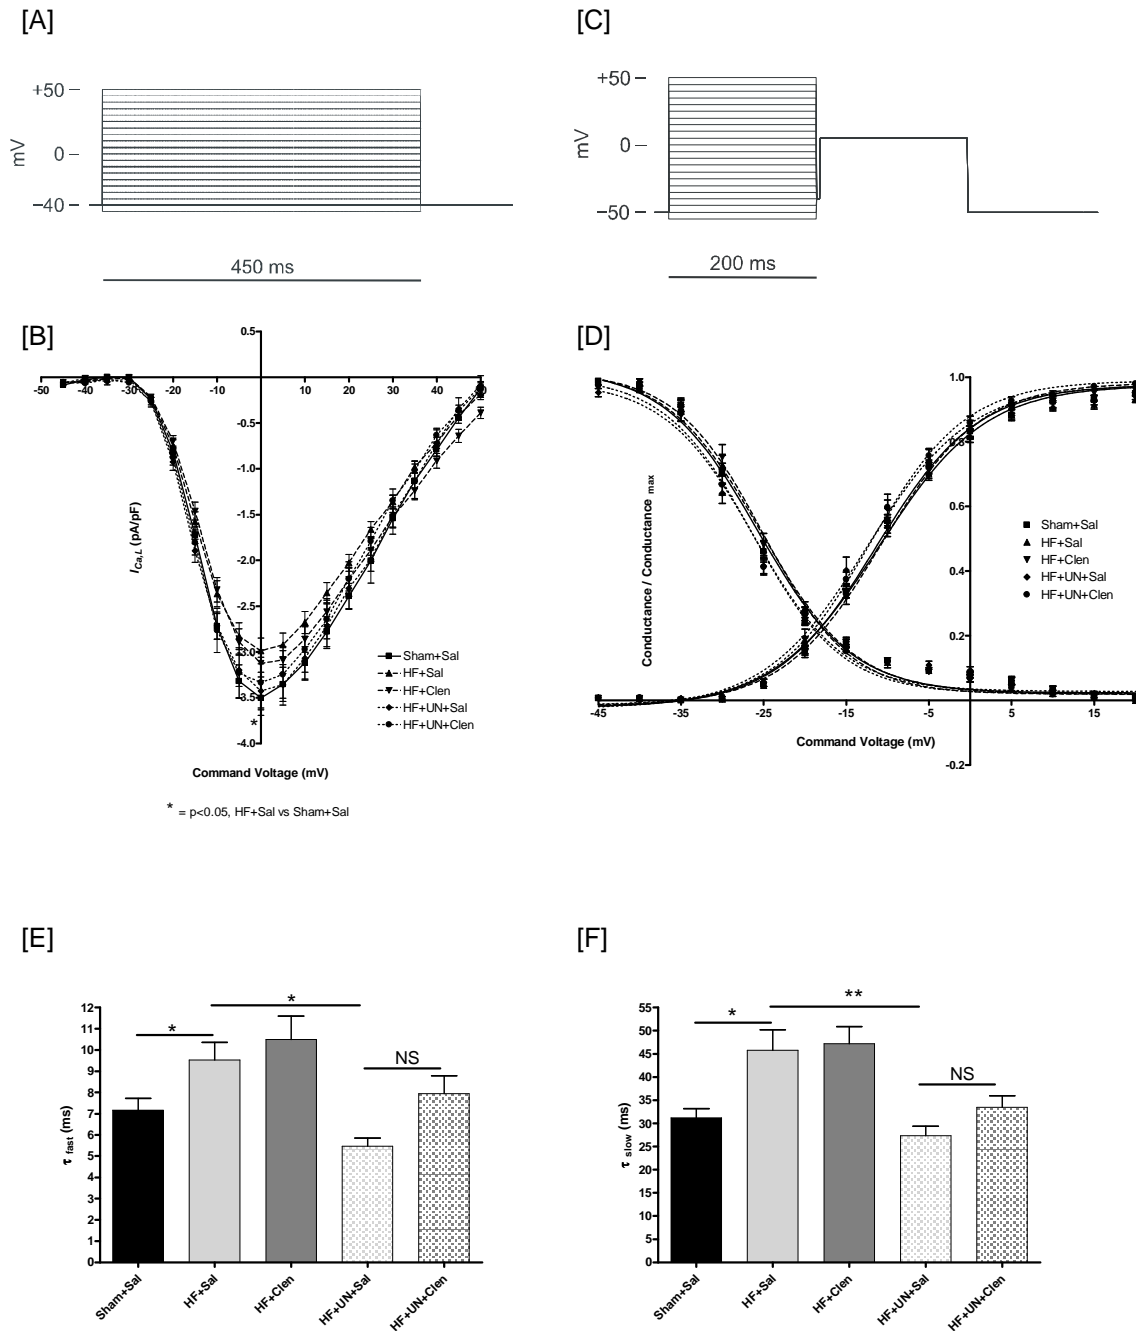 [A]
+50
0
−40
mV
450 ms
[C]
+50
0
−50
mV
200 ms
[B]
0.5
-50 -40 -30 -20 -10 10 20 30 40
-0.5
-1.0
-1.5
-2.0
-2.5
-3.0
-3.5
-4.0
I Ca,L (pA/pF)
Sham+Sal
HF+Sal
HF+Clen
HF+UN+Sal
HF+UN+Clen
*
Command Voltage (mV)
* = p<0.05, HF+Sal vs Sham+Sal
[D]
1.0
0.8
0.6
0.4
0.2
-0.2
-45 -35 -25 -15 -5 5 15
Conductance / Conductance max
Sham+Sal
HF+Sal
HF+Clen
HF+UN+Sal
HF+UN+Clen
Command Voltage (mV)
[E]
12
11
10
9
8
7
6
5
4
3
2
1
0
τ fast (ms)
*
*
NS
Sham+Sal
HF+Sal
HF+Clen
HF+UN+Sal
HF+UN+Clen
[F]
55
50
45
40
35
30
25
20
15
10
5
0
τ slow (ms)
*
**
NS
Sham+Sal
HF+Sal
HF+Clen
HF+UN+Sal
HF+UN+Clen